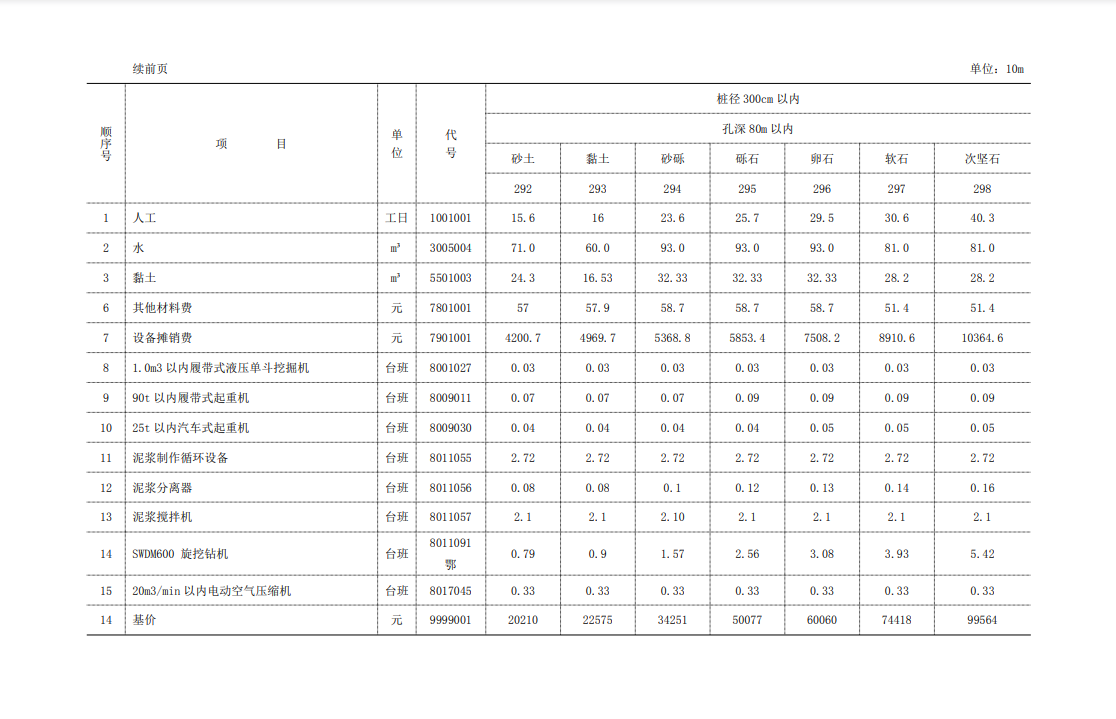 续前页 单位：10m
顺序号 项 目 单位 代号 桩径 300cm 以内
孔深 80m 以内
砂土 黏土 砂砾 砾石 卵石 软石 次坚石
292 293 294 295 296 297 298
1 人工 工日 1001001 15.6 16 23.6 25.7 29.5 30.6 40.3
2 水 m³ 3005004 71.0 60.0 93.0 93.0 93.0 81.0 81.0
3 黏土 m³ 5501003 24.3 16.53 32.33 32.33 32.33 28.2 28.2
6 其他材料费 元 7801001 57 57.9 58.7 58.7 58.7 51.4 51.4
7 设备摊销费 元 7901001 4200.7 4969.7 5368.8 5853.4 7508.2 8910.6 10364.6
8 1.0m3 以内履带式液压单斗挖掘机 台班 8001027 0.03 0.03 0.03 0.03 0.03 0.03 0.03
9 90t 以内履带式起重机 台班 8009011 0.07 0.07 0.07 0.09 0.09 0.09 0.09
10 25t 以内汽车式起重机 台班 8009030 0.04 0.04 0.04 0.04 0.05 0.05 0.05
11 泥浆制作循环设备 台班 8011055 2.72 2.72 2.72 2.72 2.72 2.72 2.72
12 泥浆分离器 台班 8011056 0.08 0.08 0.1 0.12 0.13 0.14 0.16
13 泥浆搅拌机 台班 8011057 2.1 2.1 2.10 2.1 2.1 2.1 2.1
14 SWDM600 旋挖钻机 台班 8011091鄂 0.79 0.9 1.57 2.56 3.08 3.93 5.42
15 20m3/min 以内电动空气压缩机 台班 8017045 0.33 0.33 0.33 0.33 0.33 0.33 0.33
14 基价 元 9999001 20210 22575 34251 50077 60060 74418 99564